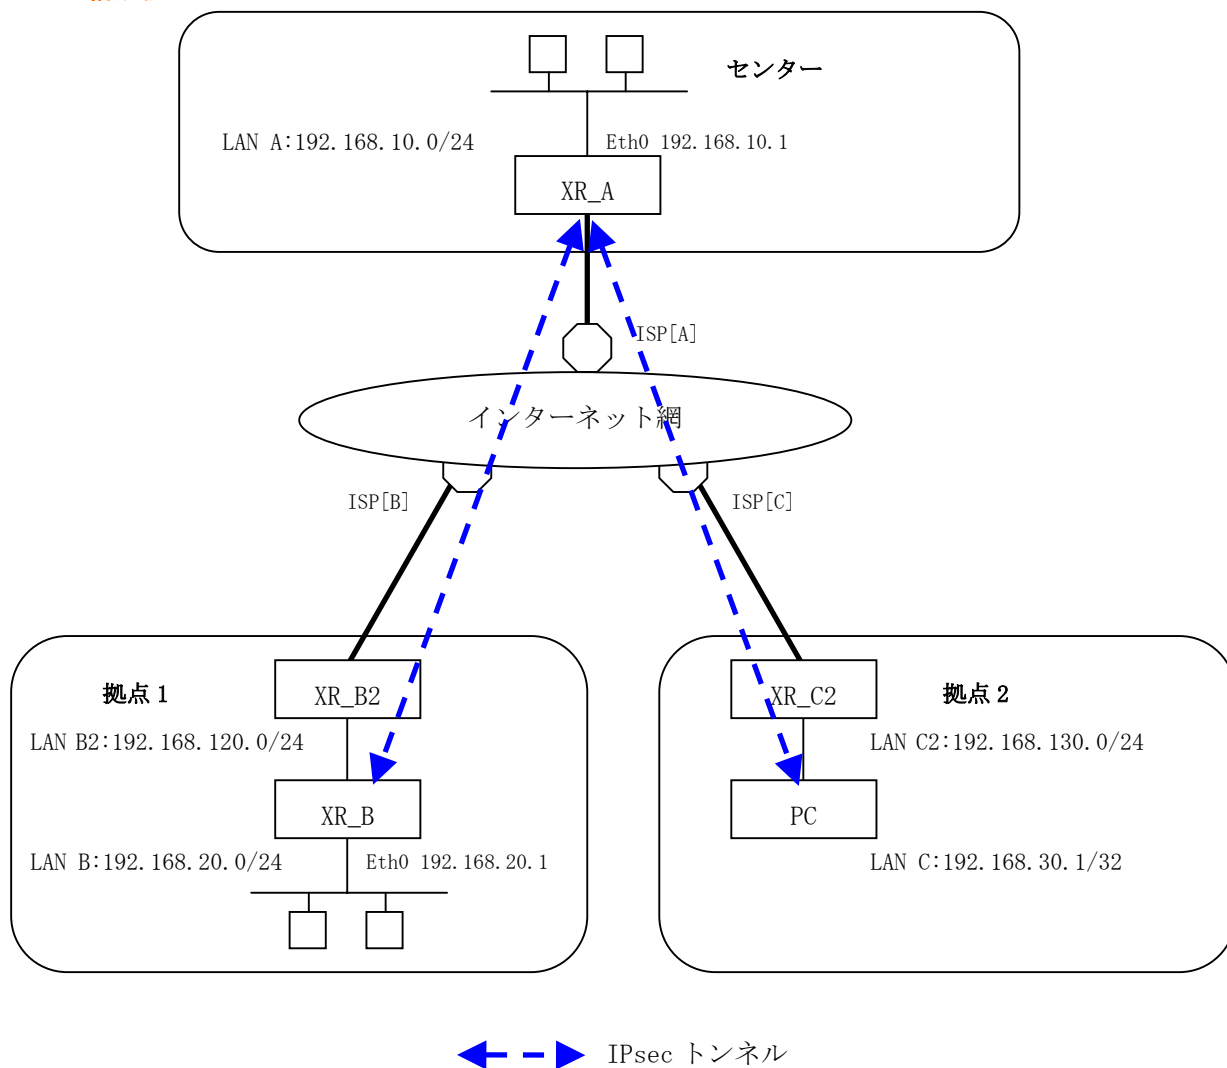 センター
LAN A:192.168.10.0/24
Eth0 192.168.10.1
XR_A
ISP[A]
インターネット網
ISP[B]
ISP[C]
拠点1
XR_B2
LAN B2:192.168.120.0/24
XR_B
LAN B:192.168.20.0/24
Eth0 192.168.20.1
XR_C2
拠点2
LAN C2:192.168.130.0/24
PC
LAN C:192.168.30.1/32
IPsec トンネル